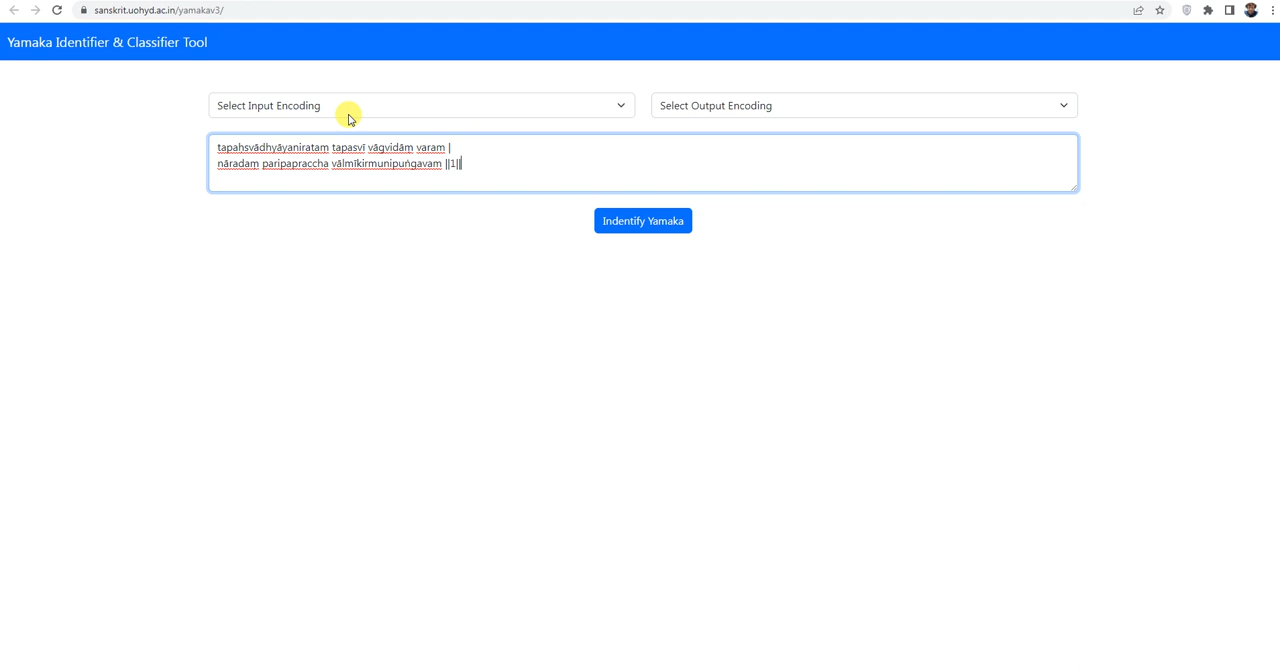 sanskrit.uohyd.ac.in/yamakav3/
Yamaka Identifier & Classifier Tool
Select Input Encoding
Select Output Encoding
tapaḥsvādhyāyanirataṃ tapasvī vāgvidāṃ varam |
nāradaṃ paripapraccha vālmīkirmunipuṅgavam ||1||
Indentify Yamaka